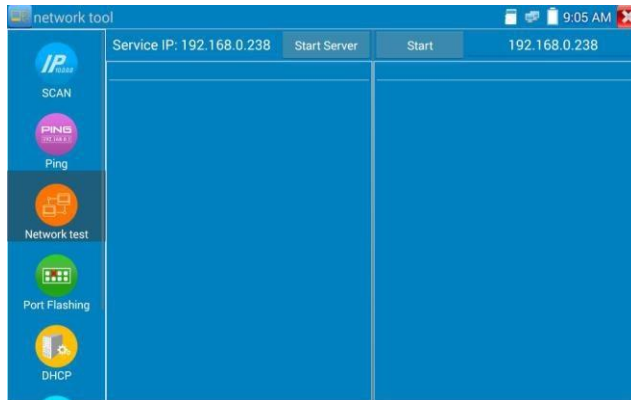 network tool
9:05 AM
Service IP: 192.168.0.238
Start Server
Start
192.168.0.238
IP
SCAN
PING
Ping
Network test
Port Flashing
DHCP